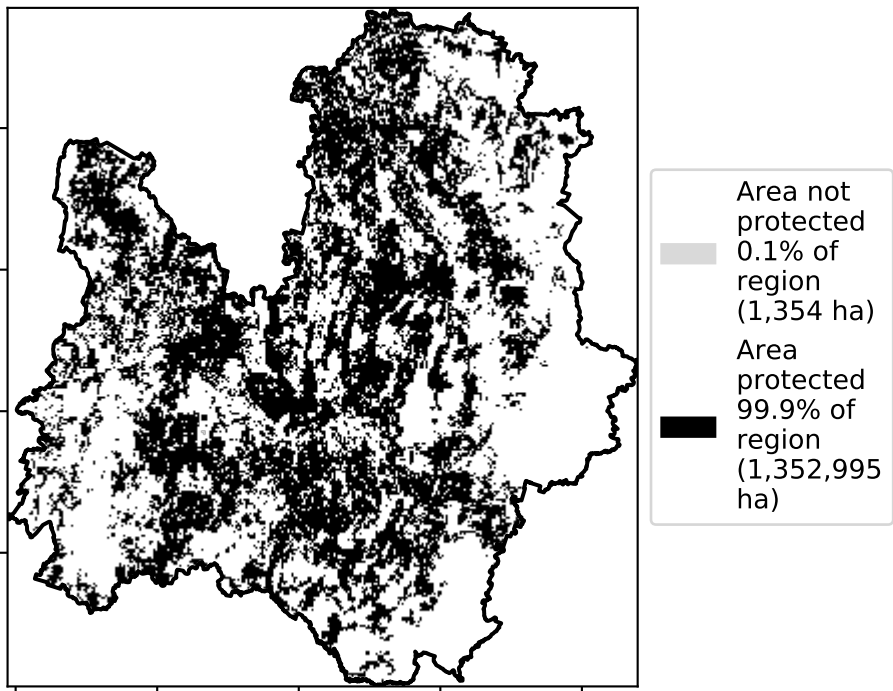 Area not
protected
0.1% of
region
(1,354 ha)
Area
protected
99.9% of
region
(1,352,995
ha)